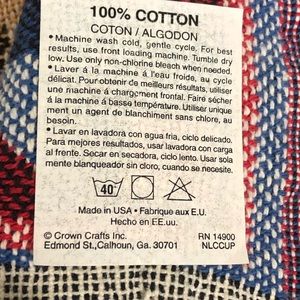 100% COTTON
COTON / ALGODON
• Machine wash cold, gentle cycle. For best
results, use front loading machine. Tumble dry
low. Use only non-chlorine bleach when needed.
• Laver á la machine á l'eau froide, au cycle
délicat. Pour obtenir de meilleurs résultats, utiliser
une machine á chargement frontal. Faire sécher
á la machine á basse température. Utiliser unique-
ment un agent de blanchiment sans chlore, au
besoin.
• Lavar en lavadora con agua fria, ciclo delicado.
Para mejores resultados, usar lavadora con carga
al frente. Secar en secadora, ciclo bajo. Usar solo
blanqueador sin cloro, cuando se necesite.
40
Made in USA • Fabrique aux E.U.
Hecho en EE.uu.
© Crown Crafts Inc. RN 14900
Edmond St.,Calhoun, Ga. 30701 NLCCUP